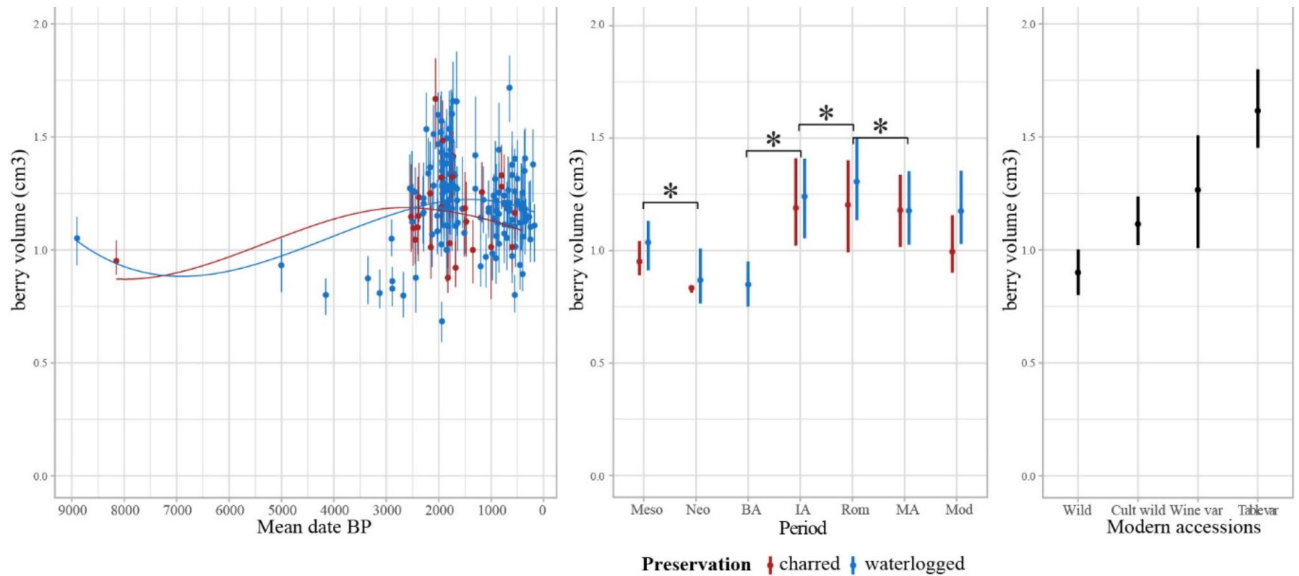 berry volume (cm3)
2.0
1.5
1.0
0.5
0.0
9000 8000 7000 6000 5000 4000 3000 2000 1000 0
Mean date BP
berry volume (cm3)
2.0
1.5
1.0
0.5
0.0
* * * *
Meso Neo BA IA Rom MA Mod
Period
berry volume (cm3)
2.0
1.5
1.0
0.5
0.0
Wild Cult wild Wine var Table var
Modern accessions
Preservation charred waterlogged